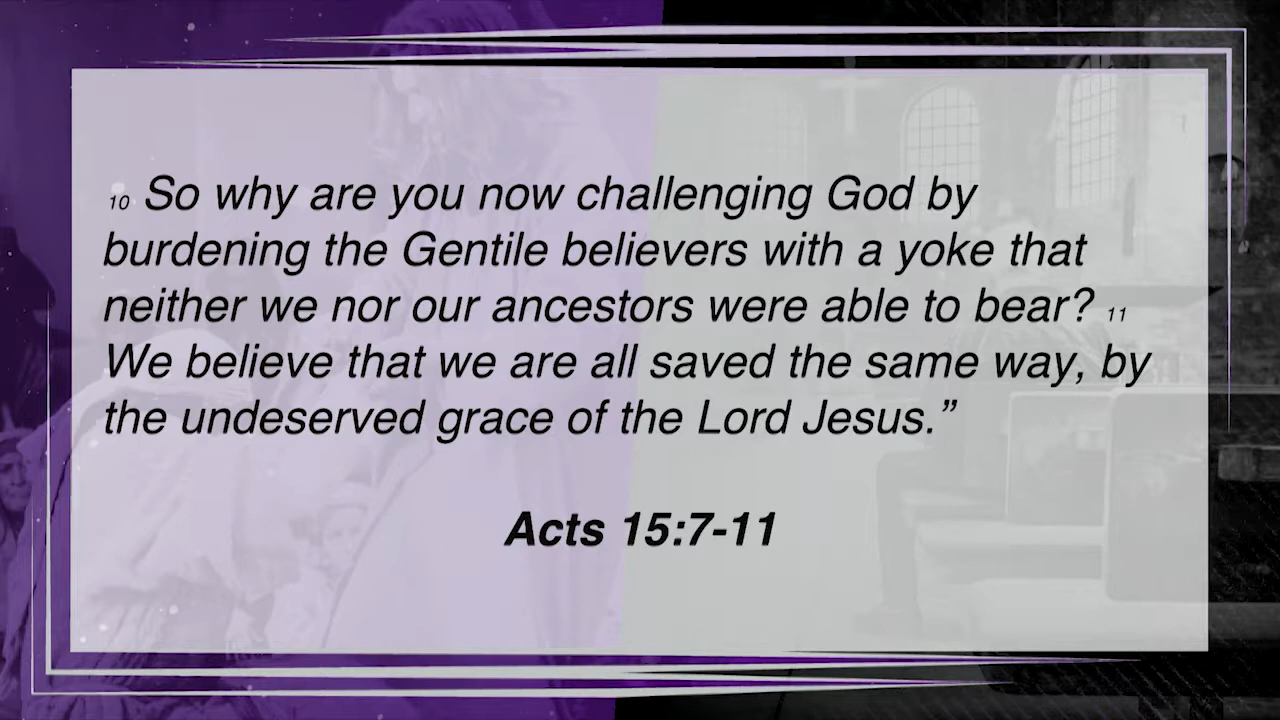 10 So why are you now challenging God by
burdening the Gentile believers with a yoke that
neither we nor our ancestors were able to bear? 11
We believe that we are all saved the same way, by
the undeserved grace of the Lord Jesus.”
Acts 15:7-11